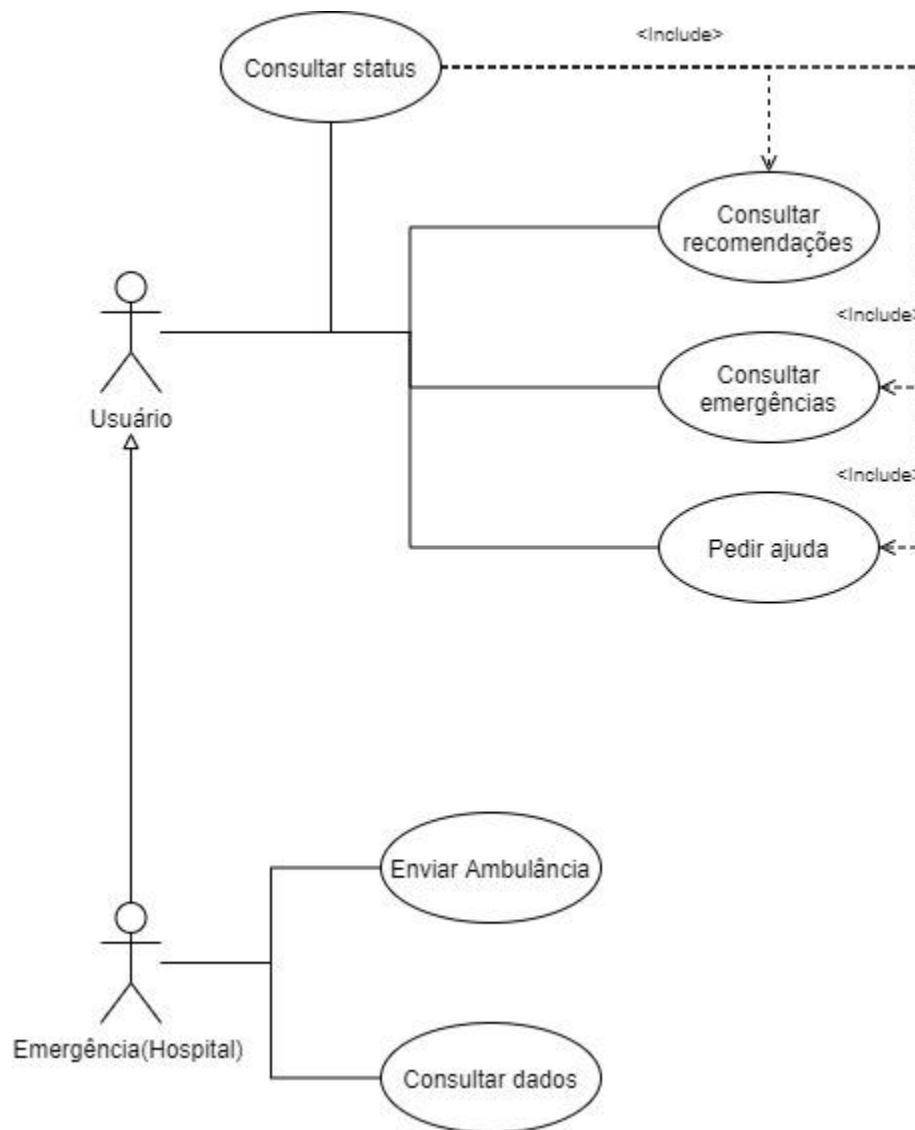 <Include>
Consultar status
Consultar
recomendações
<Include>
Usuário
Consultar
emergências
<Include>
Pedir ajuda
Enviar Ambulância
Emergência(Hospital)
Consultar dados